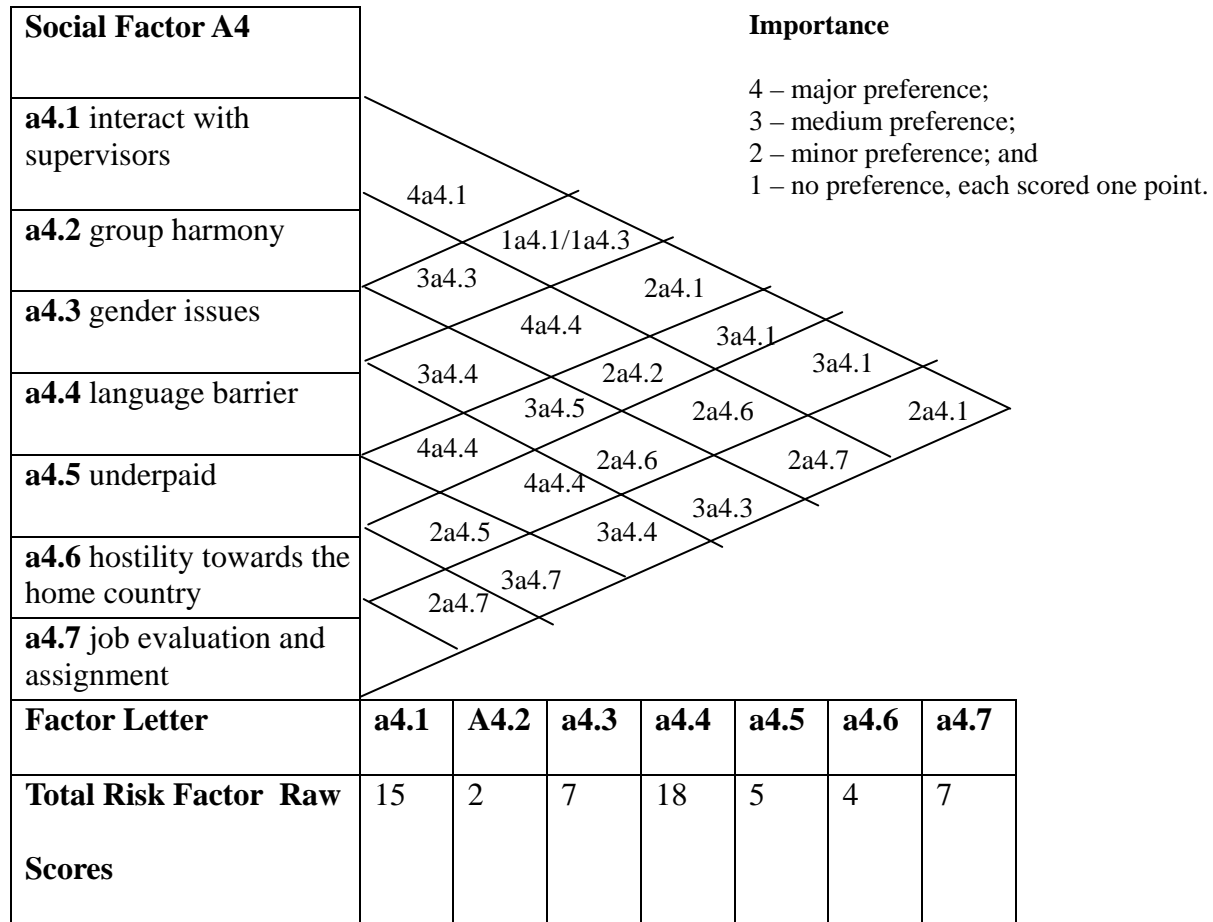 Social Factor A4
Importance
4 – major preference;
3 – medium preference;
2 – minor preference; and
1 – no preference, each scored one point.
a4.1 interact with
supervisors
a4.2 group harmony
a4.3 gender issues
a4.4 language barrier
a4.5 underpaid
a4.6 hostility towards the
home country
a4.7 job evaluation and
assignment
4a4.1
1a4.1/1a4.3
3a4.3
2a4.1
4a4.4
3a4.1
3a4.4
2a4.2
3a4.1
3a4.5
2a4.6
2a4.1
4a4.4
2a4.6
2a4.7
4a4.4
3a4.3
2a4.5
3a4.4
3a4.7
2a4.7
Factor Letter a4.1 A4.2 a4.3 a4.4 a4.5 a4.6 a4.7
Total Risk Factor Raw 15 2 7 18 5 4 7
Scores